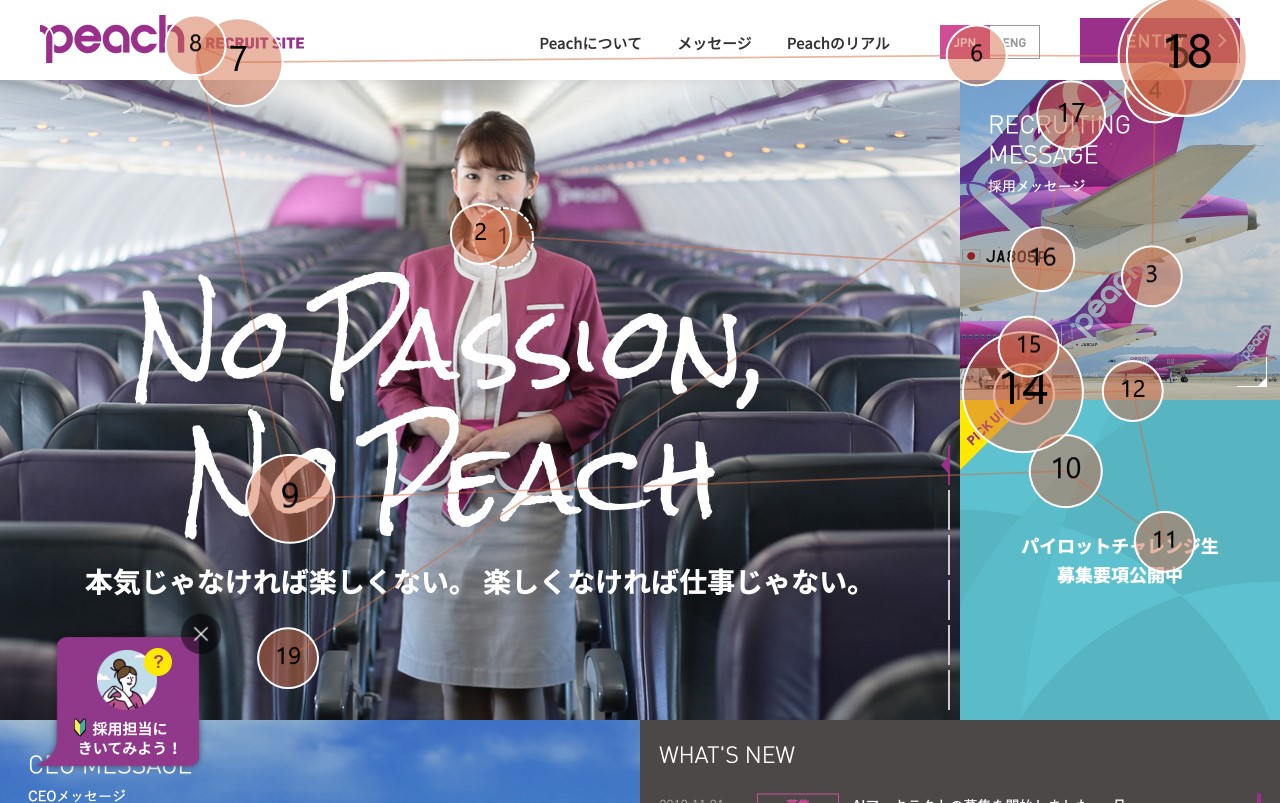 peach RECRUIT SITE
Peachについて メッセージ Peachのリアル
JPN ENG
RECRUITING
MESSAGE
採用メッセージ
peach
peach
NO PASSION,
NO PEACH
本気じゃなければ楽しくない。 楽しくなければ仕事じゃない。
PICK UP
パイロットチャレンジ生
募集要項公開中
?
採用担当に
きいてみよう!
CEO MESSAGE
CEOメッセージ
WHAT'S NEW
1
2
3
4
5
6
7
8
9
10
11
12
14
15
16
17
18
19